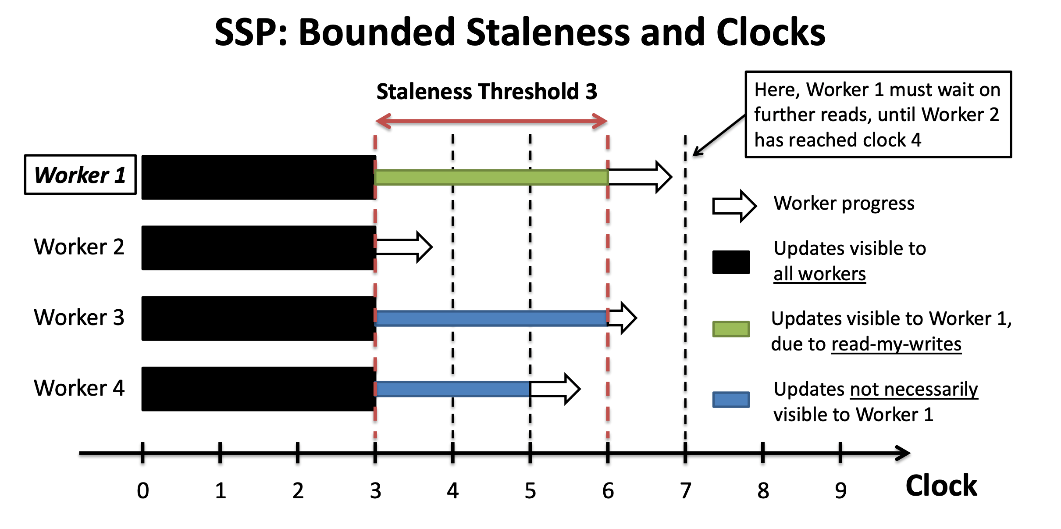 SSP: Bounded Staleness and Clocks
Staleness Threshold 3
Here, Worker 1 must wait on
further reads, until Worker 2
has reached clock 4
Worker 1
Worker 2
Worker 3
Worker 4
Worker progress
Updates visible to
all workers
Updates visible to Worker 1,
due to read-my-writes
Updates not necessarily
visible to Worker 1
0 1 2 3 4 5 6 7 8 9
Clock